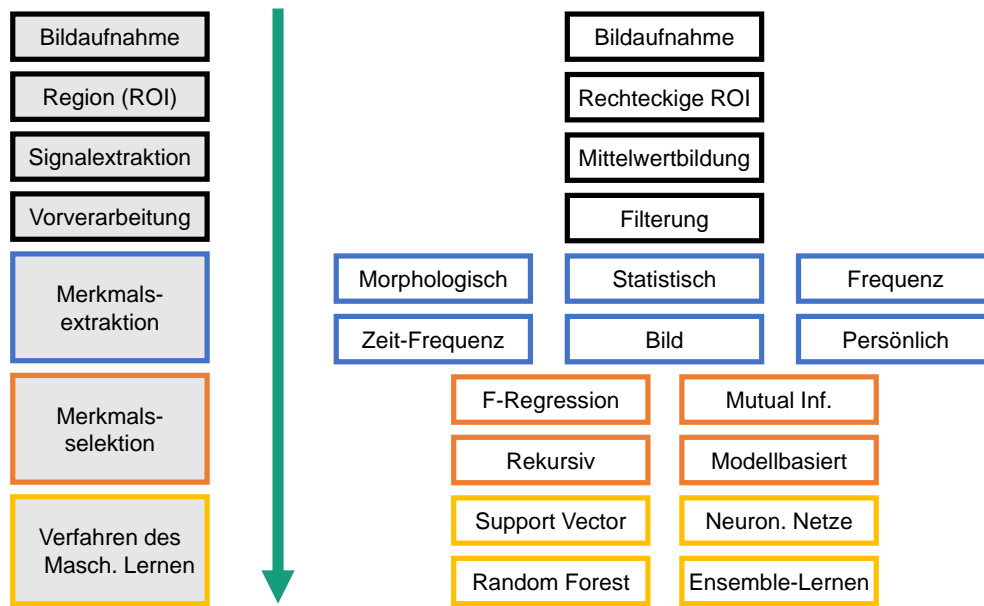 Bildaufnahme
Bildaufnahme
Region (ROI)
Rechteckige ROI
Signalextraktion
Mittelwertbildung
Vorverarbeitung
Filterung
Merkmals-
extraktion
Morphologisch
Statistisch
Frequenz
Zeit-Frequenz
Bild
Persönlich
Merkmals-
selektion
F-Regression
Mutual Inf.
Rekursiv
Modellbasiert
Verfahren des
Masch. Lernen
Support Vector
Neuron. Netze
Random Forest
Ensemble-Lernen